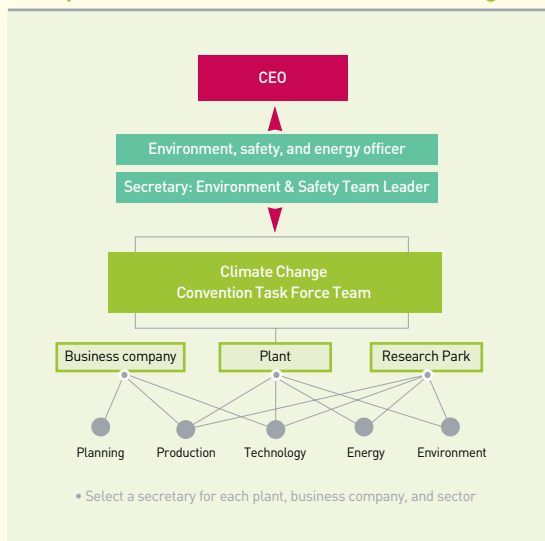 CEO
Environment, safety, and energy officer
Secretary: Environment & Safety Team Leader
Climate Change
Convention Task Force Team
Business company
Plant
Research Park
Planning
Production
Technology
Energy
Environment
• Select a secretary for each plant, business company, and sector